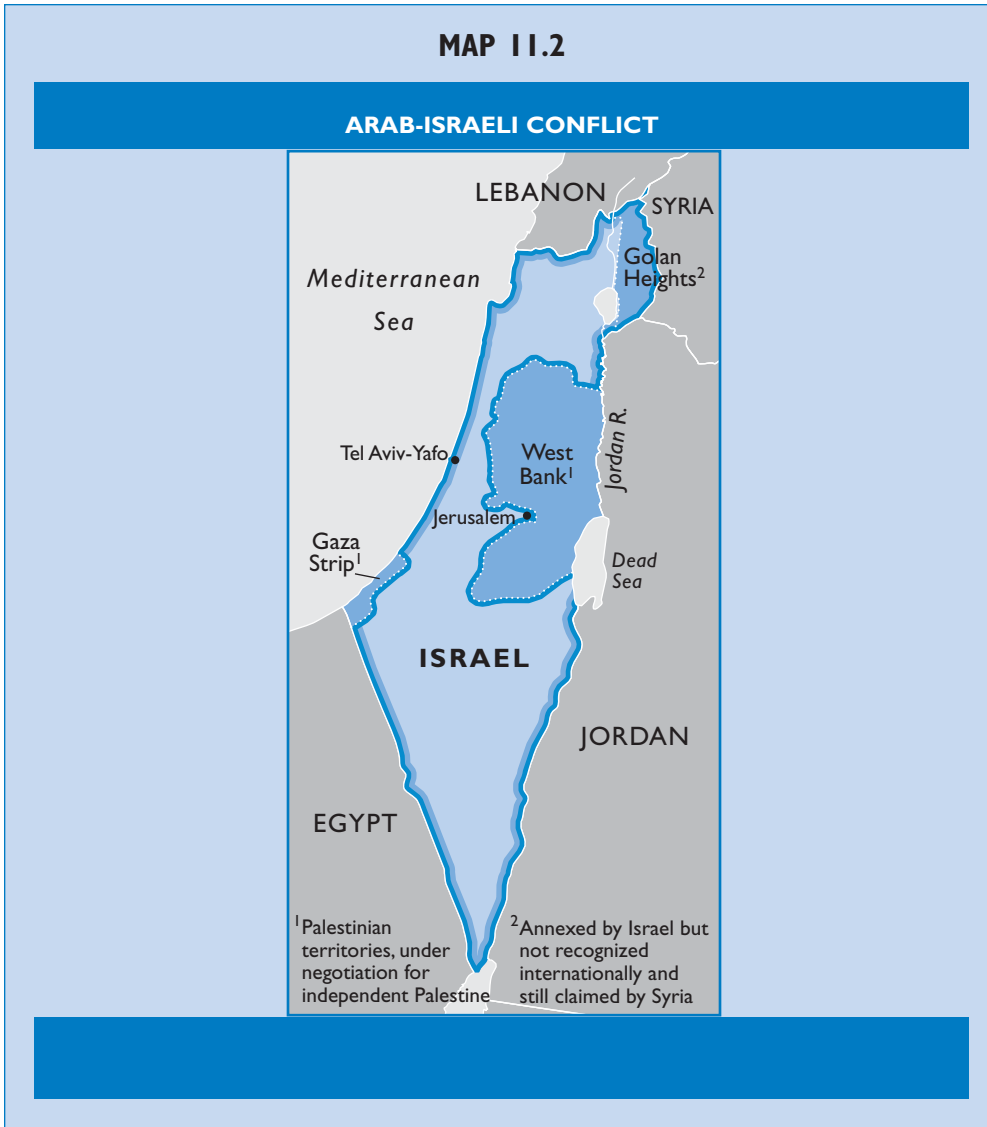 MAP 11.2
ARAB-ISRAELI CONFLICT
LEBANON
SYRIA
Golan
Heights²
Mediterranean
Sea
Tel Aviv-Yafo
West
Bank¹
Jordan R.
Jerusalem
Gaza
Strip¹
Dead
Sea
ISRAEL
JORDAN
EGYPT
¹Palestinian
territories, under
negotiation for
independent Palestine
²Annexed by Israel but
not recognized
internationally and
still claimed by Syria